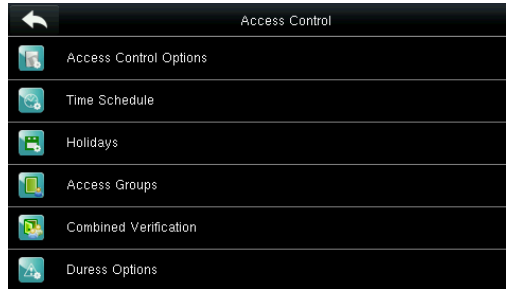 Access Control
Access Control Options
Time Schedule
Holidays
Access Groups
Combined Verification
Duress Options